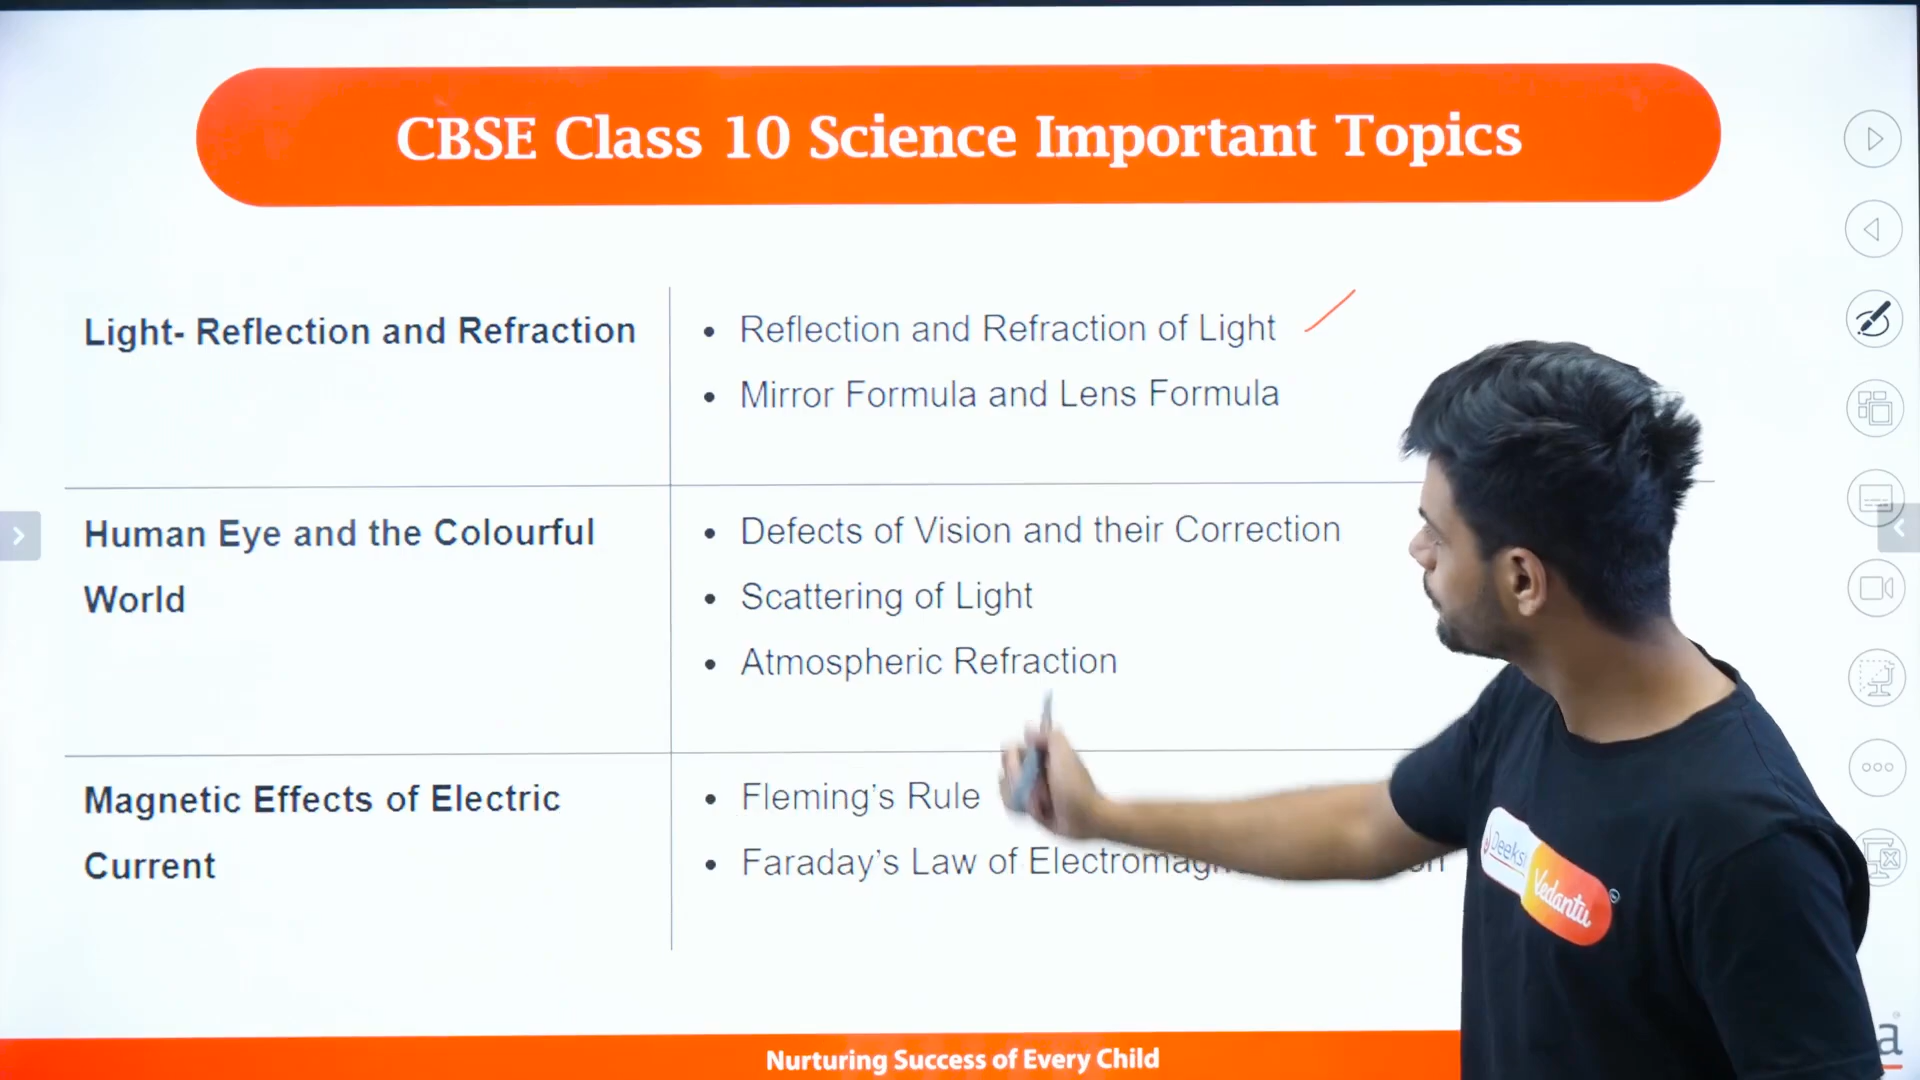 CBSE Class 10 Science Important Topics
Light- Reflection and Refraction
• Reflection and Refraction of Light
• Mirror Formula and Lens Formula
Human Eye and the Colourful
World
• Defects of Vision and their Correction
• Scattering of Light
• Atmospheric Refraction
Magnetic Effects of Electric
Current
• Fleming’s Rule
• Faraday’s Law of
Vedantu
Nurturing Success of Every Child